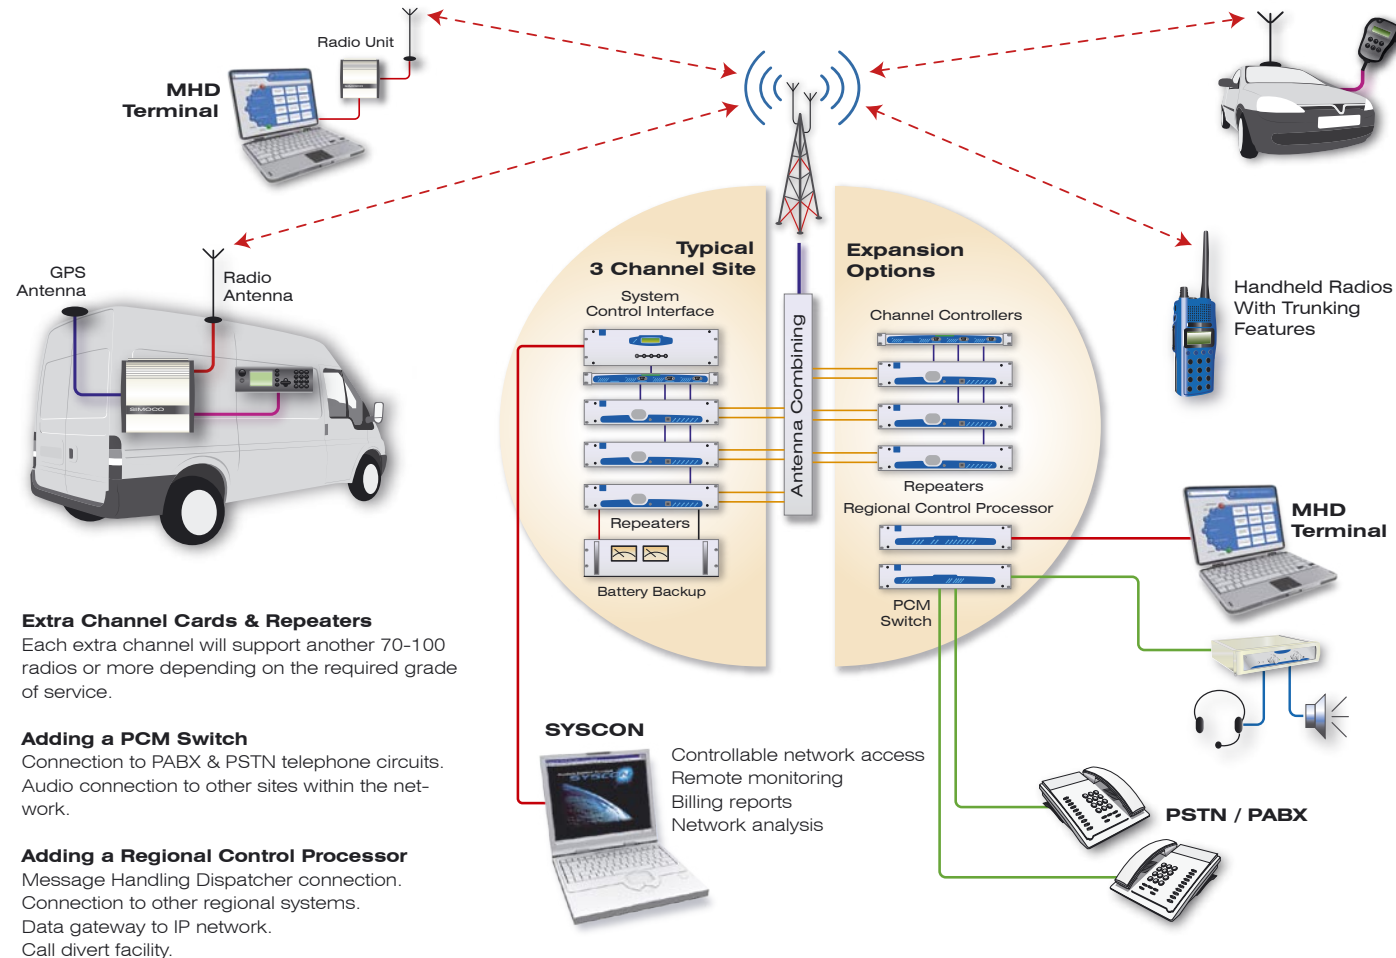 Radio Unit
MHD
Terminal
GPS
Antenna
Radio
Antenna
SIMOCO
Typical
3 Channel Site
System
Control Interface
Repeaters
Battery Backup
Antenna Combining
Expansion
Options
Channel Controllers
Repeaters
Regional Control Processor
PCM
Switch
Handheld Radios
With Trunking
Features
MHD
Terminal
PSTN / PABX
SYSCON
SYSCON
Controllable network access
Remote monitoring
Billing reports
Network analysis
Extra Channel Cards & Repeaters
Each extra channel will support another 70-100
radios or more depending on the required grade
of service.
Adding a PCM Switch
Connection to PABX & PSTN telephone circuits.
Audio connection to other sites within the net-
work.
Adding a Regional Control Processor
Message Handling Dispatcher connection.
Connection to other regional systems.
Data gateway to IP network.
Call divert facility.